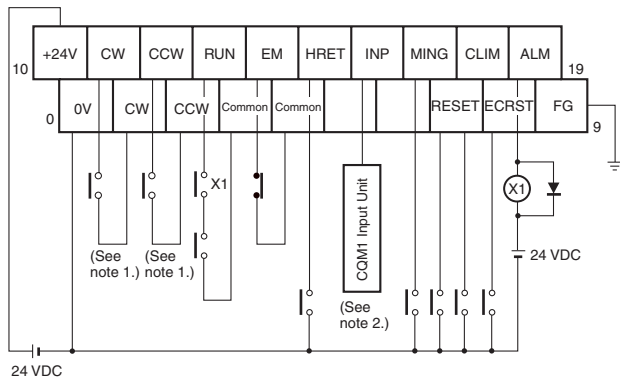 +24V CW CCW RUN EM HRET INP MING CLIM ALM
10 19
0V CW CCW Common Common RESET ECRST FG
0 9
X1
CQM1 Input Unit
X1
(See note 1.)
(See note 1.)
(See note 2.)
24 VDC
24 VDC